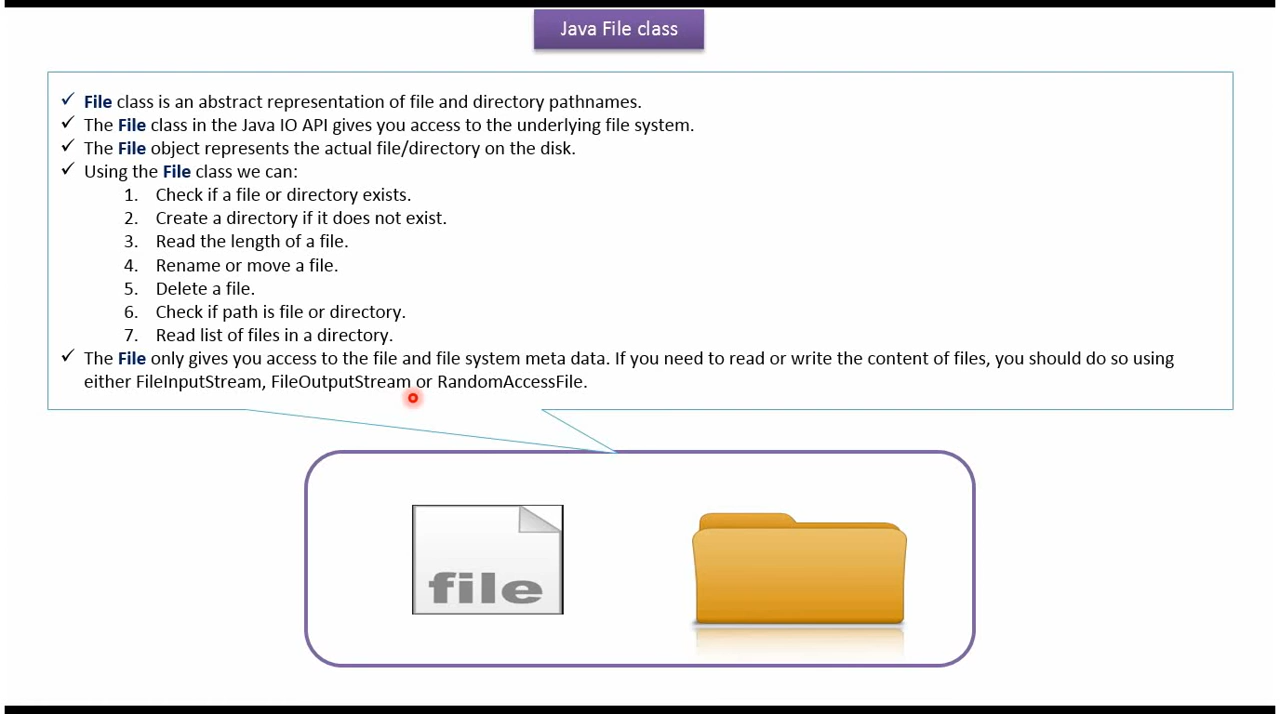 Java File class
✓ File class is an abstract representation of file and directory pathnames.
✓ The File class in the Java IO API gives you access to the underlying file system.
✓ The File object represents the actual file/directory on the disk.
✓ Using the File class we can:
1. Check if a file or directory exists.
2. Create a directory if it does not exist.
3. Read the length of a file.
4. Rename or move a file.
5. Delete a file.
6. Check if path is file or directory.
7. Read list of files in a directory.
✓ The File only gives you access to the file and file system meta data. If you need to read or write the content of files, you should do so using
either FileInputStream, FileOutputStream or RandomAccessFile.
file